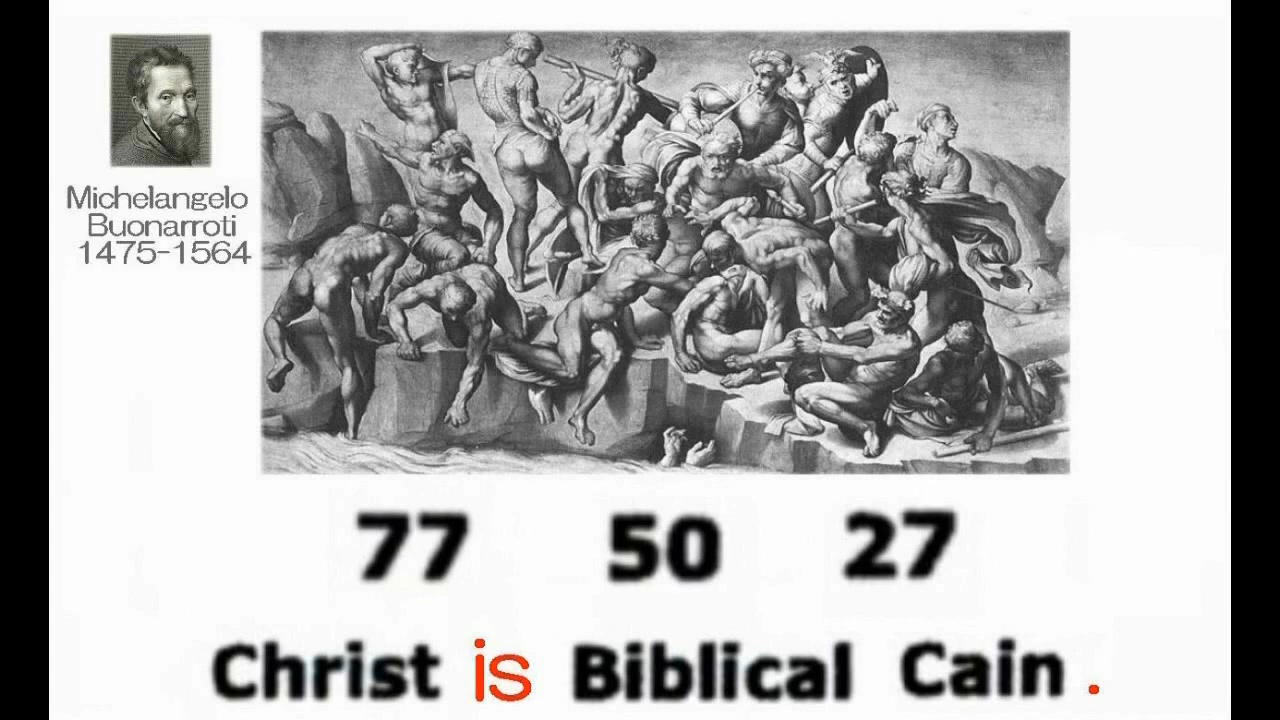 Michelangelo
Buonarroti
1475-1564
77 50 27
Christ is Biblical Cain .